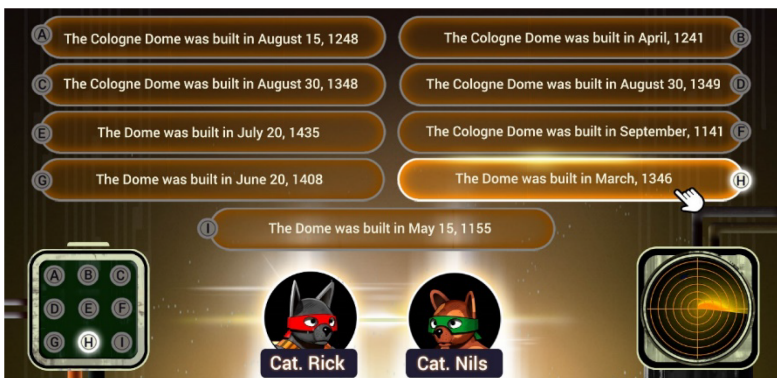 A The Cologne Dome was built in August 15, 1248
The Cologne Dome was built in April, 1241 B
C The Cologne Dome was built in August 30, 1348
The Cologne Dome was built in August 30, 1349 D
E The Dome was built in July 20, 1435
The Cologne Dome was built in September, 1141 F
G The Dome was built in June 20, 1408
The Dome was built in March, 1346 H
I The Dome was built in May 15, 1155
A B C
D E F
G H I
Cat. Rick
Cat. Nils